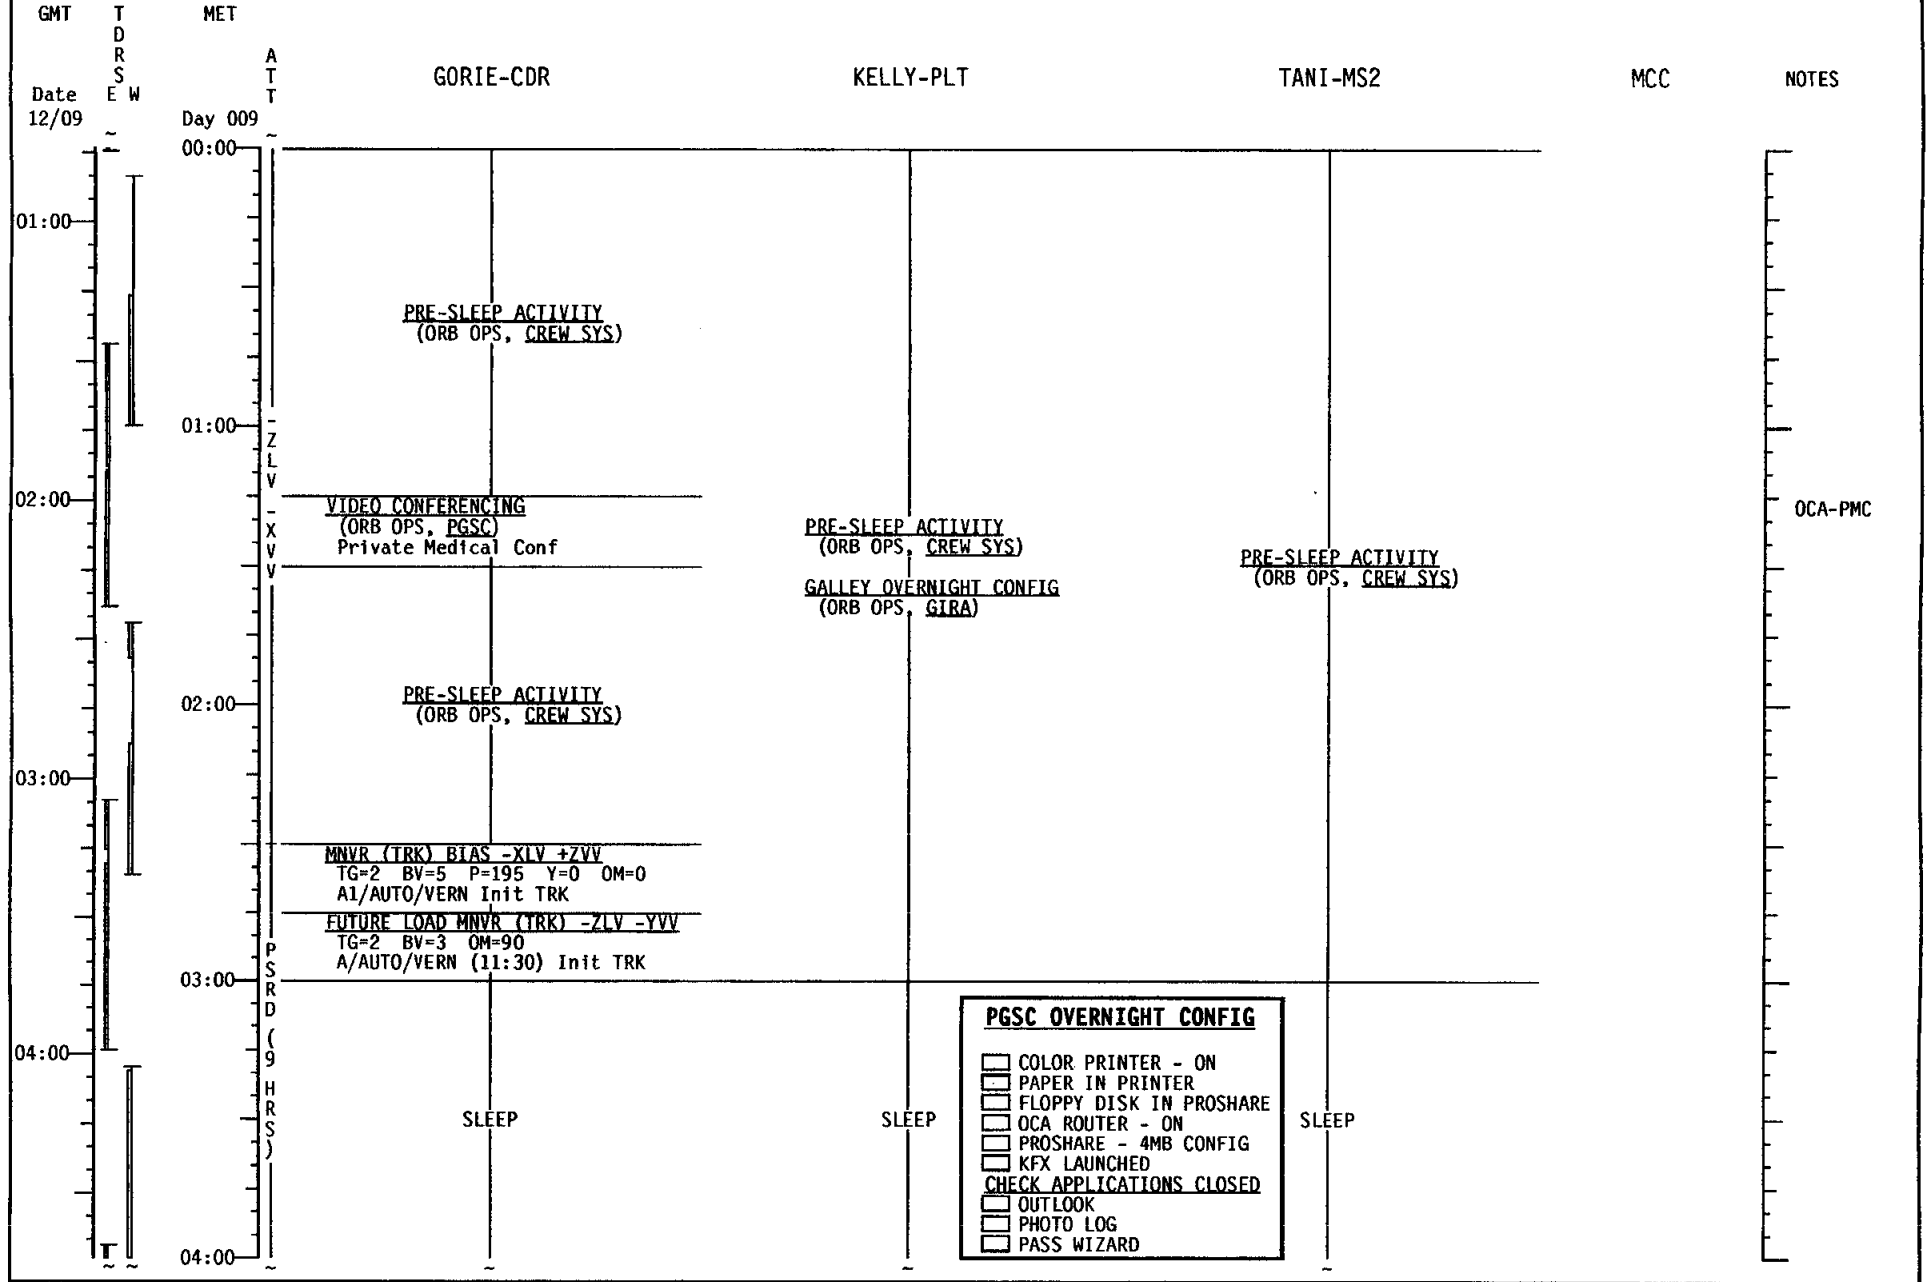 GMT
TDRS
MET
ATT
GORIE-CDR
KELLY-PLT
TANI-MS2
MCC
NOTES
Date
E W
12/09
Day 009
00:00
01:00
PRE-SLEEP ACTIVITY
(ORB OPS, CREW SYS)
01:00
-ZLV -XVV
02:00
VIDEO CONFERENCING
(ORB OPS, PGSC)
Private Medical Conf
OCA-PMC
PRE-SLEEP ACTIVITY
(ORB OPS, CREW SYS)
GALLEY OVERNIGHT CONFIG
(ORB OPS, GIRA)
PRE-SLEEP ACTIVITY
(ORB OPS, CREW SYS)
PRE-SLEEP ACTIVITY
(ORB OPS, CREW SYS)
02:00
03:00
MNVR (TRK) BIAS -XLV +ZVV
TG=2 BV=5 P=195 Y=0 OM=0
A1/AUTO/VERN Init TRK
FUTURE LOAD MNVR (TRK) -ZLV -YVV
TG=2 BV=3 OM=90
A/AUTO/VERN (11:30) Init TRK
PSRD (9 HRS)
03:00
04:00
SLEEP
SLEEP
SLEEP
PGSC OVERNIGHT CONFIG
COLOR PRINTER - ON
PAPER IN PRINTER
FLOPPY DISK IN PROSHARE
OCA ROUTER - ON
PROSHARE - 4MB CONFIG
KFX LAUNCHED
CHECK APPLICATIONS CLOSED
OUTLOOK
PHOTO LOG
PASS WIZARD
04:00